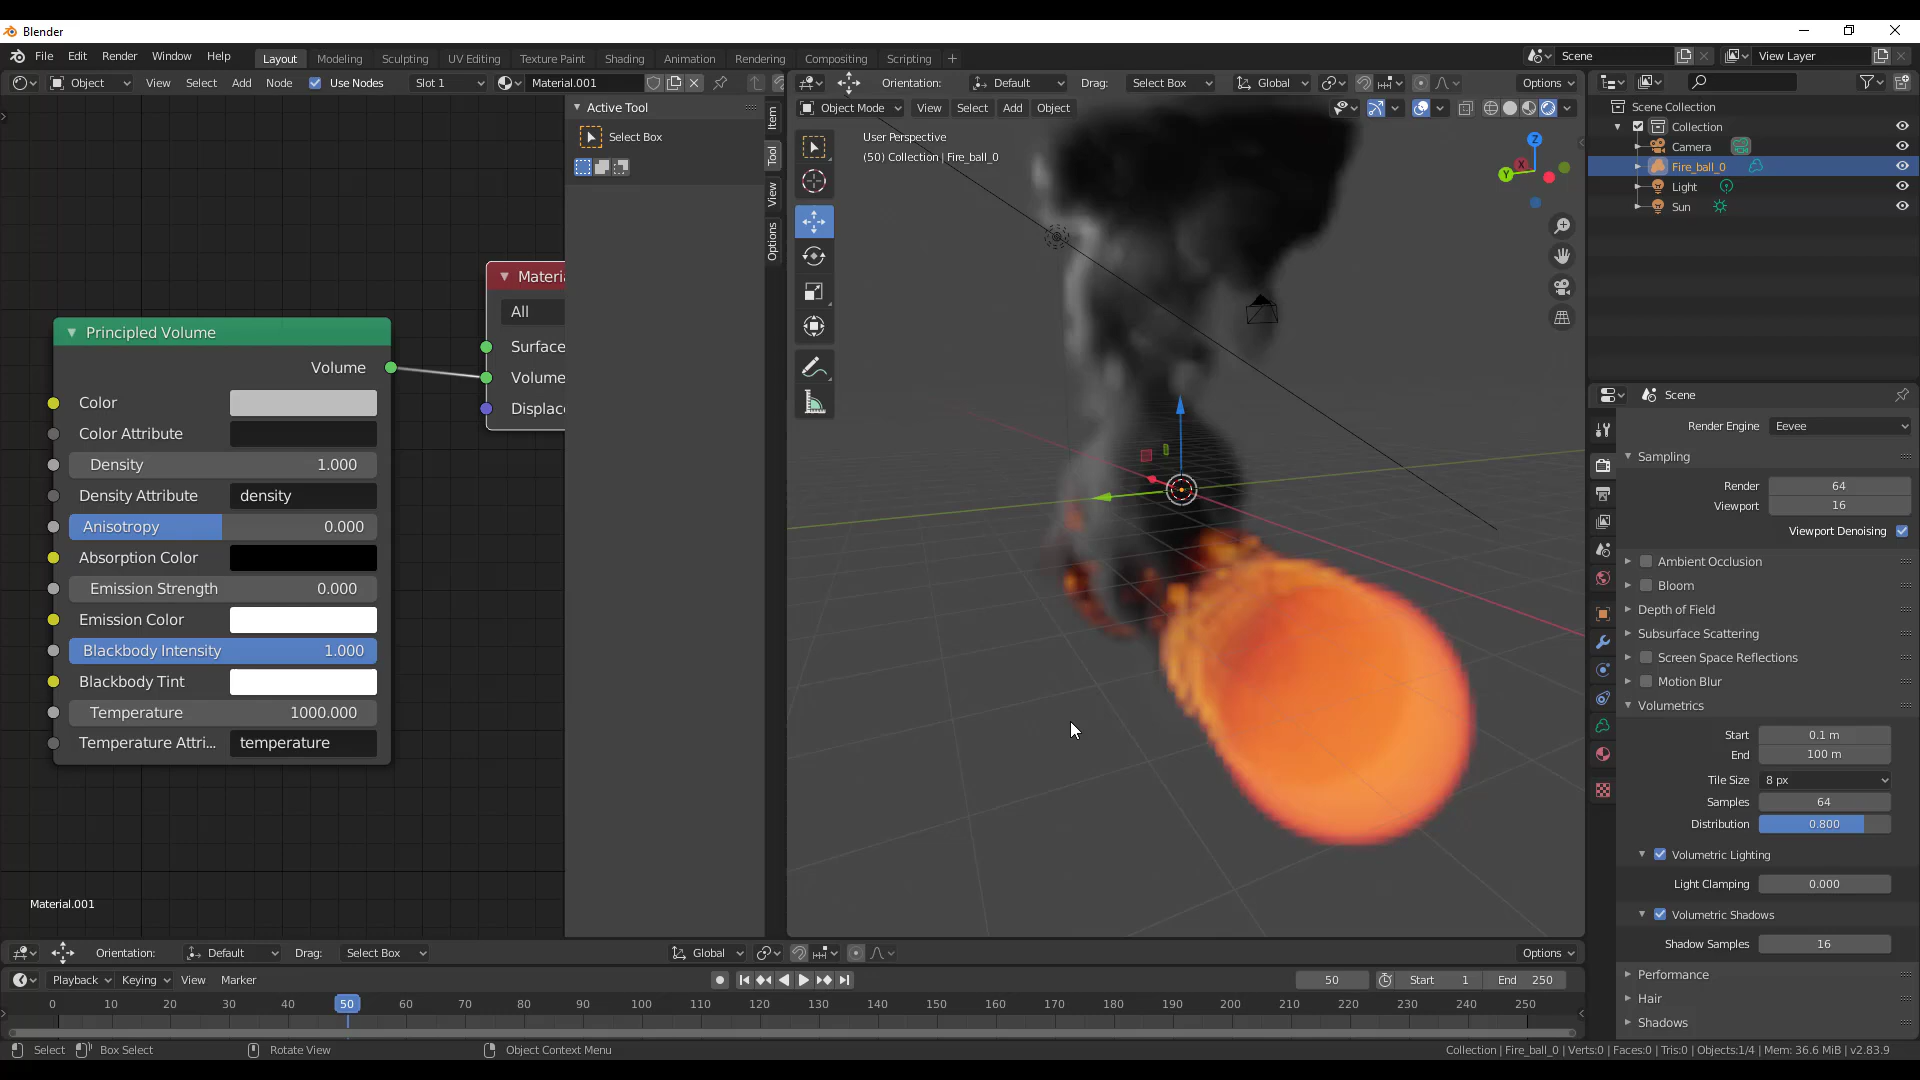 Blender
File Edit Render Window Help Layout Modeling Sculpting UV Editing Texture Paint Shading Animation Rendering Compositing Scripting + Scene View Layer
Object View Select Add Node Use Nodes Slot 1 Material.001
Orientation: Default Drag: Select Box Global Options
Active Tool
Select Box
Item
Tool
View
Options
Object Mode View Select Add Object
User Perspective
(50) Collection | Fire_ball_0
Z
X
Y
Scene Collection
Collection
Camera
Fire_ball_0
Light
Sun
Principled Volume
Volume
Color
Color Attribute
Density 1.000
Density Attribute density
Anisotropy 0.000
Absorption Color
Emission Strength 0.000
Emission Color
Blackbody Intensity 1.000
Blackbody Tint
Temperature 1000.000
Temperature Attri... temperature
Materia
All
Surface
Volume
Displac
Material.001
Scene
Render Engine Eevee
Sampling
Render 64
Viewport 16
Viewport Denoising
Ambient Occlusion
Bloom
Depth of Field
Subsurface Scattering
Screen Space Reflections
Motion Blur
Volumetrics
Start 0.1 m
End 100 m
Tile Size 8 px
Samples 64
Distribution 0.800
Volumetric Lighting
Light Clamping 0.000
Volumetric Shadows
Shadow Samples 16
Performance
Hair
Shadows
Orientation: Default Drag: Select Box Global Options
Playback Keying View Marker 50 Start 1 End 250
0 10 20 30 40 50 60 70 80 90 100 110 120 130 140 150 160 170 180 190 200 210 220 230 240 250
Select Box Select Rotate View Object Context Menu
Collection | Fire_ball_0 | Verts:0 | Faces:0 | Tris:0 | Objects:1/4 | Mem: 36.6 MiB | v2.83.9